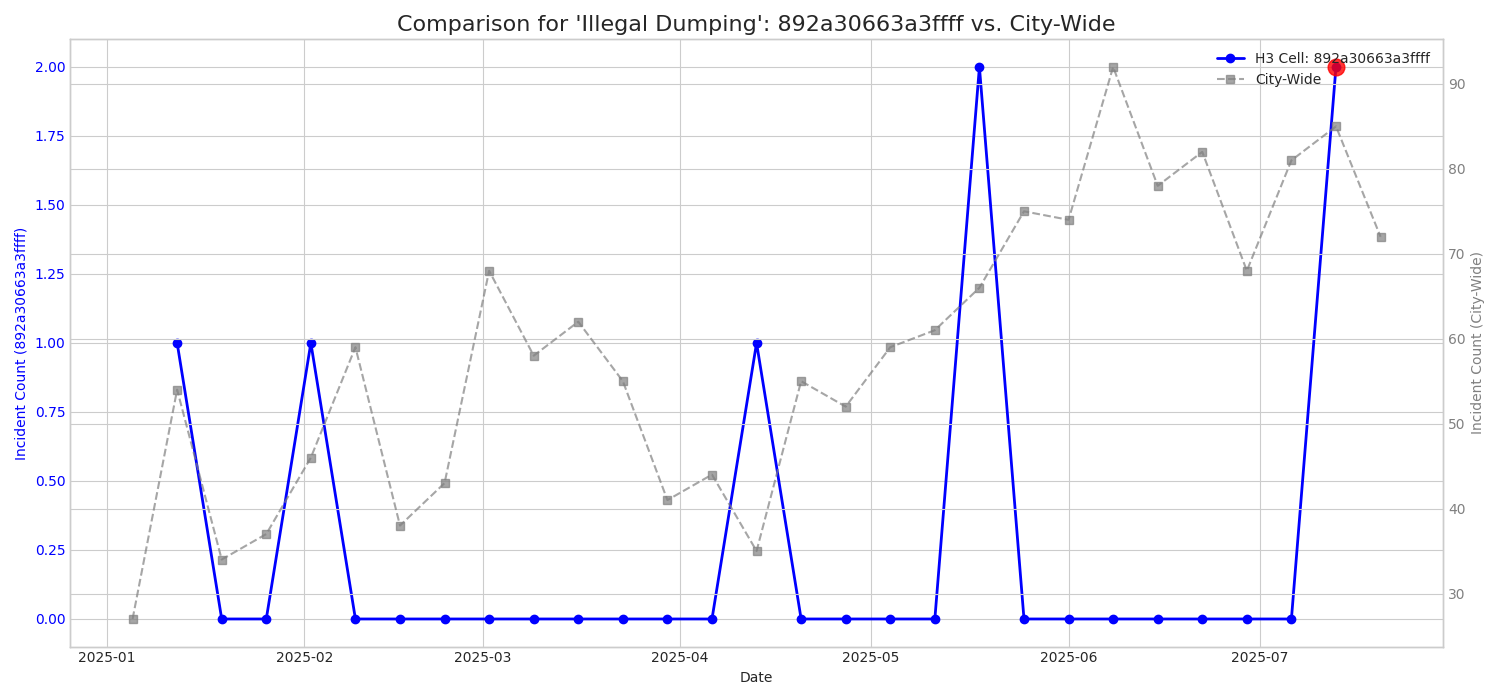 Comparison for 'Illegal Dumping': 892a30663a3ffff vs. City-Wide
H3 Cell: 892a30663a3ffff
City-Wide
Incident Count (892a30663a3ffff)
2.00
1.75
1.50
1.25
1.00
0.75
0.50
0.25
0.00
90
80
70
60
50
40
30
Incident Count (City-Wide)
2025-01 2025-02 2025-03 2025-04 2025-05 2025-06 2025-07
Date